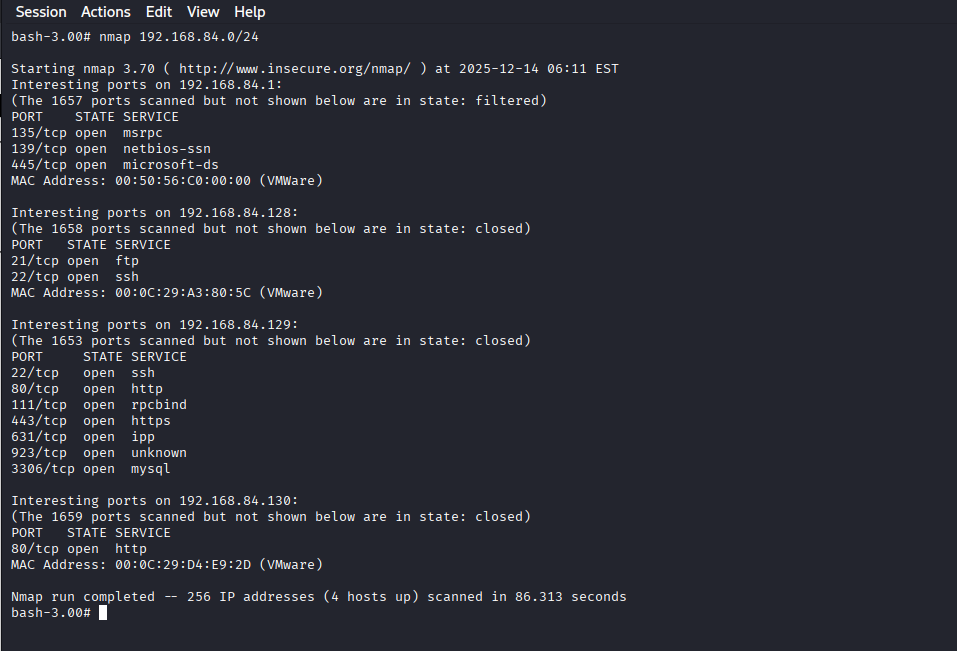 Session Actions Edit View Help
bash-3.00# nmap 192.168.84.0/24
Starting nmap 3.70 ( http://www.insecure.org/nmap/ ) at 2025-12-14 06:11 EST
Interesting ports on 192.168.84.1:
(The 1657 ports scanned but not shown below are in state: filtered)
PORT    STATE SERVICE
135/tcp open  msrpc
139/tcp open  netbios-ssn
445/tcp open  microsoft-ds
MAC Address: 00:50:56:C0:00:00 (VMWare)
Interesting ports on 192.168.84.128:
(The 1658 ports scanned but not shown below are in state: closed)
PORT   STATE SERVICE
21/tcp open  ftp
22/tcp open  ssh
MAC Address: 00:0C:29:A3:80:5C (VMware)
Interesting ports on 192.168.84.129:
(The 1653 ports scanned but not shown below are in state: closed)
PORT     STATE SERVICE
22/tcp   open  ssh
80/tcp   open  http
111/tcp  open  rpcbind
443/tcp  open  https
631/tcp  open  ipp
923/tcp  open  unknown
3306/tcp open  mysql
Interesting ports on 192.168.84.130:
(The 1659 ports scanned but not shown below are in state: closed)
PORT   STATE SERVICE
80/tcp open  http
MAC Address: 00:0C:29:D4:E9:2D (VMware)
Nmap run completed -- 256 IP addresses (4 hosts up) scanned in 86.313 seconds
bash-3.00#